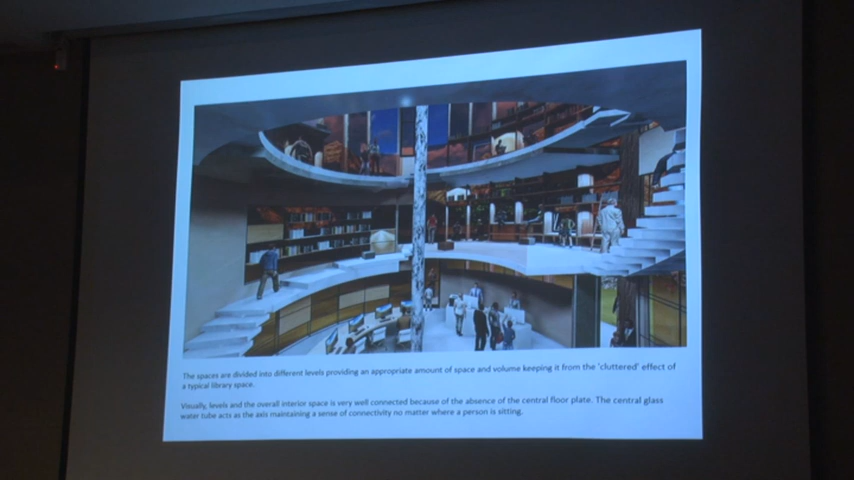 The spaces are divided into different levels providing an appropriate amount of space and volume keeping it from the 'cluttered' effect of
a typical library space.
Visually, levels and the overall interior space is very well connected because of the absence of the central floor plate. The central glass
water tube acts as the axis maintaining a sense of connectivity no matter where a person is sitting.